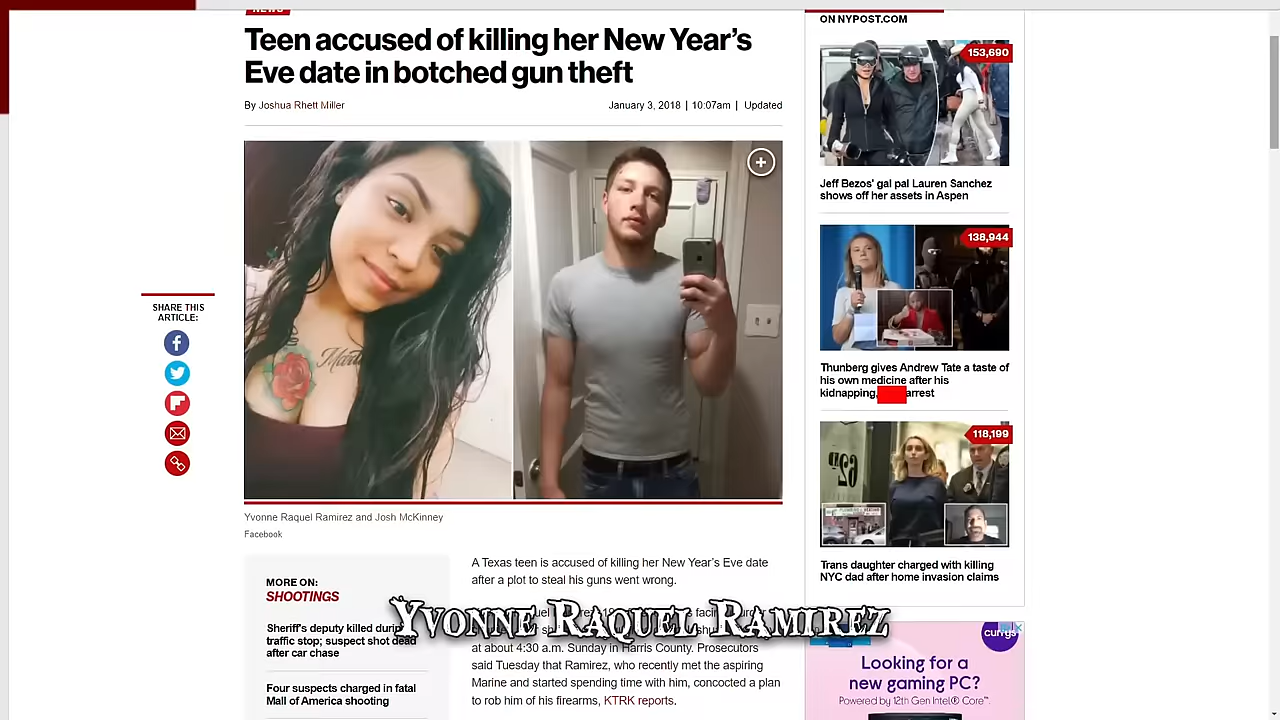 NEWS
Teen accused of killing her New Year's
Eve date in botched gun theft
By Joshua Rhett Miller
January 3, 2018 | 10:07am | Updated
SHARE THIS
ARTICLE:
Yvonne Raquel Ramirez and Josh McKinney
Facebook
MORE ON:
SHOOTINGS
Sheriff's deputy killed during
traffic stop; suspect shot dead
after car chase
Four suspects charged in fatal
Mall of America shooting
A Texas teen is accused of killing her New Year's Eve date
after a plot to steal his guns went wrong.
at about 4:30 a.m. Sunday in Harris County. Prosecutors
said Tuesday that Ramirez, who recently met the aspiring
Marine and started spending time with him, concocted a plan
to rob him of his firearms, KTRK reports.
Yvonne Raquel Ramirez
ON NYPOST.COM
153,690
Jeff Bezos' gal pal Lauren Sanchez
shows off her assets in Aspen
138,944
Thunberg gives Andrew Tate a taste of
his own medicine after his
kidnapping, arrest
118,199
Trans daughter charged with killing
NYC dad after home invasion claims
currys
Looking for a
new gaming PC?
Powered by 12th Gen Intel® Core™